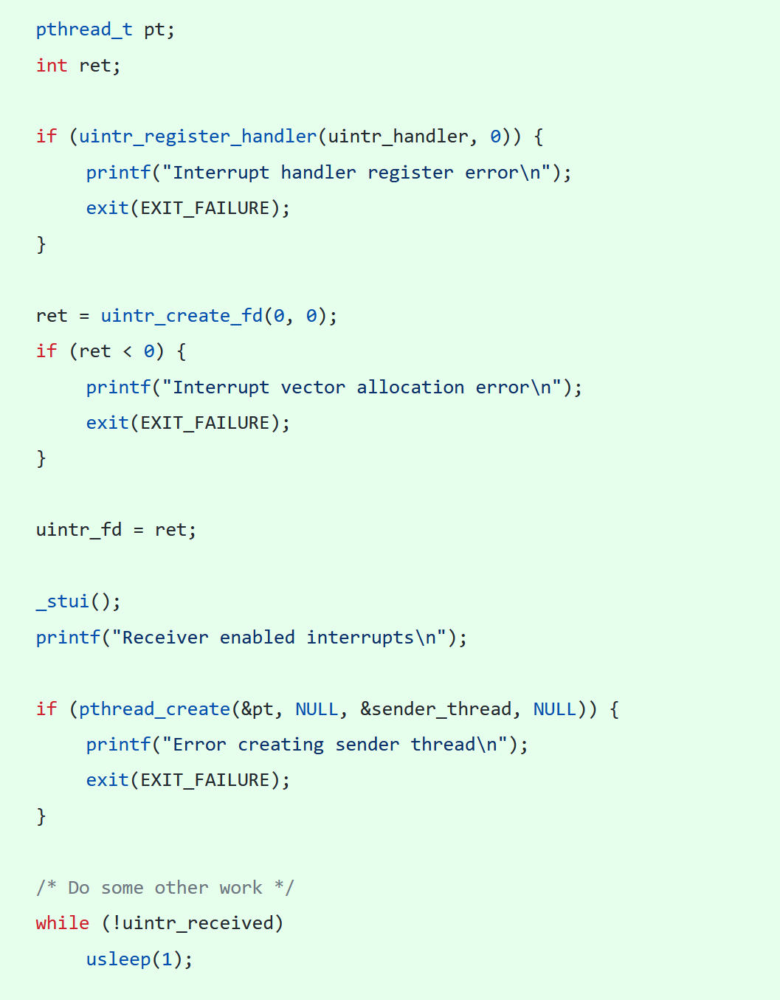 pthread_t pt;
int ret;
if (uintr_register_handler(uintr_handler, 0)) {
printf("Interrupt handler register error\n");
exit(EXIT_FAILURE);
}
ret = uintr_create_fd(0, 0);
if (ret < 0) {
printf("Interrupt vector allocation error\n");
exit(EXIT_FAILURE);
}
uintr_fd = ret;
_stui();
printf("Receiver enabled interrupts\n");
if (pthread_create(&pt, NULL, &sender_thread, NULL)) {
printf("Error creating sender thread\n");
exit(EXIT_FAILURE);
}
/* Do some other work */
while (!uintr_received)
usleep(1);